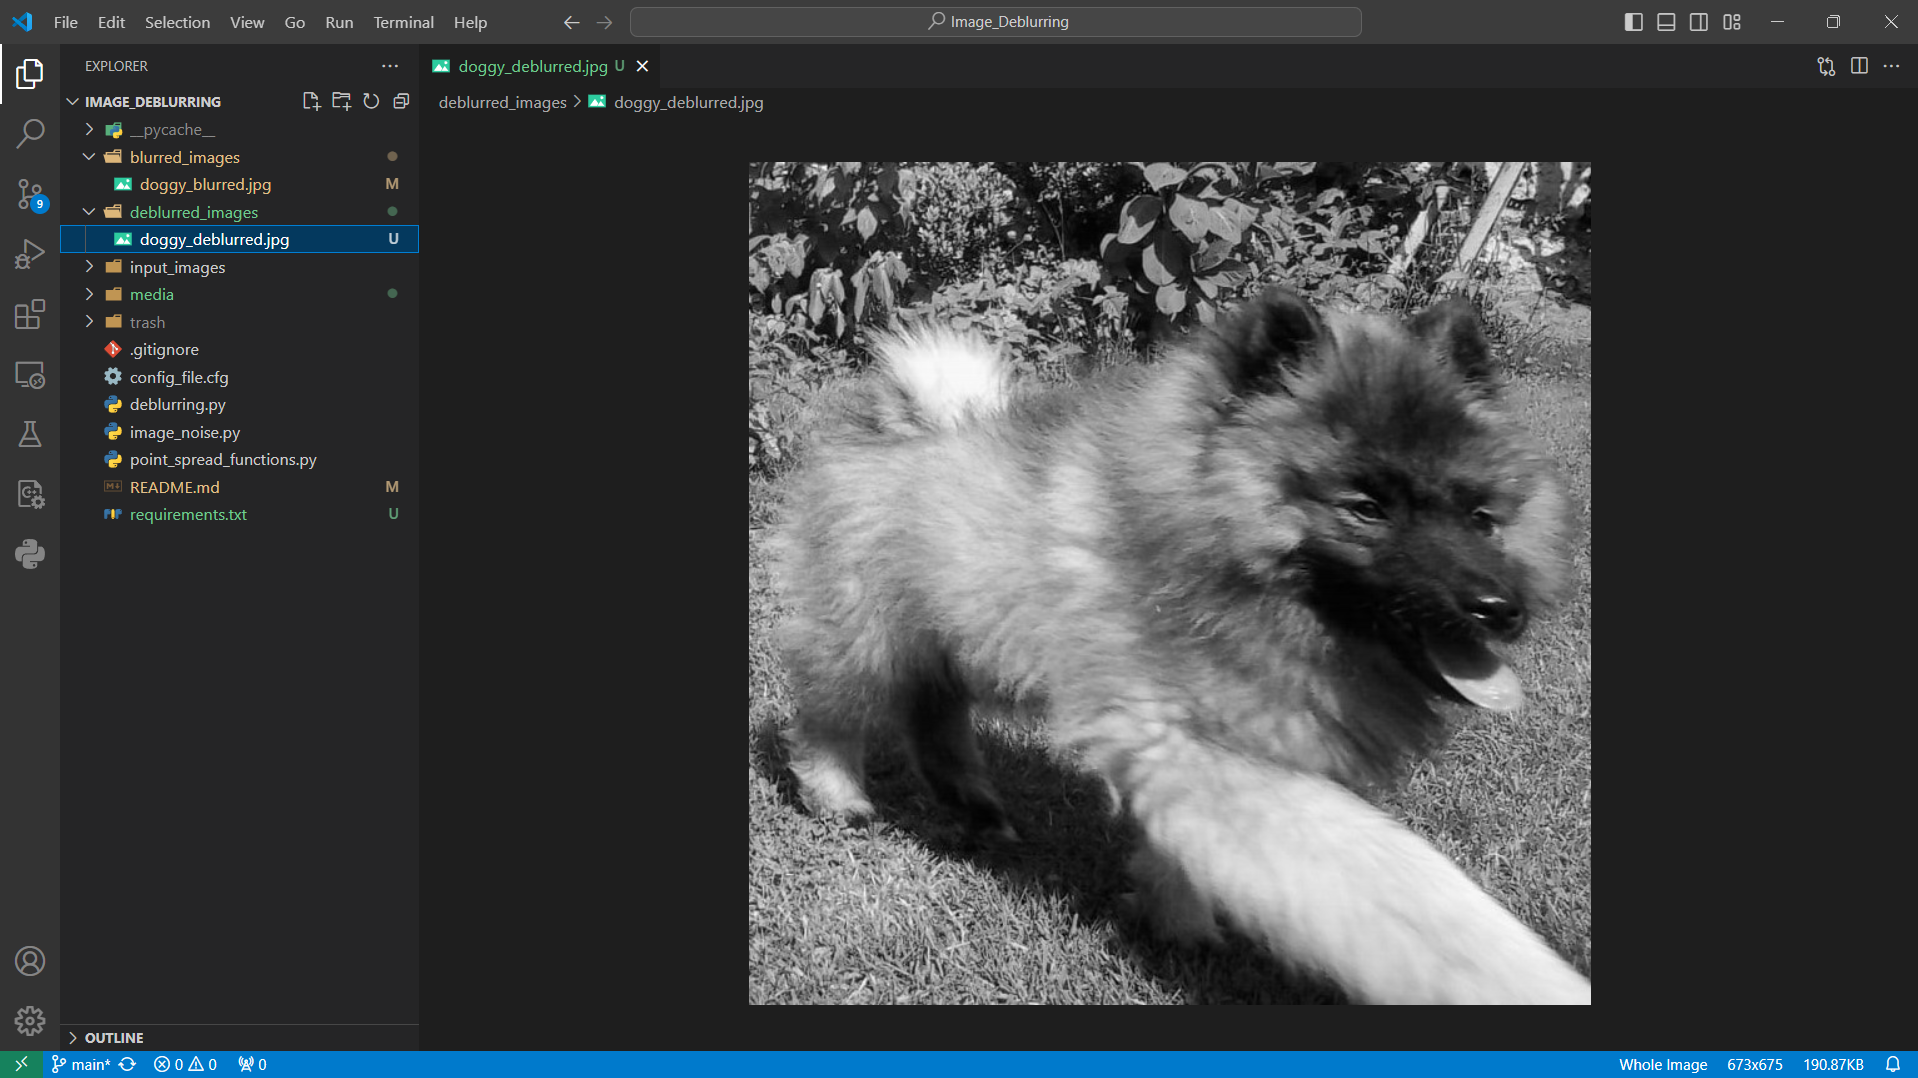 File Edit Selection View Go Run Terminal Help
Image_Deblurring
EXPLORER
IMAGE_DEBLURRING
__pycache__
blurred_images
doggy_blurred.jpg M
deblurred_images
doggy_deblurred.jpg U
input_images
media
trash
.gitignore
config_file.cfg
deblurring.py
image_noise.py
point_spread_functions.py
README.md M
requirements.txt U
OUTLINE
9
doggy_deblurred.jpg U
deblurred_images > doggy_deblurred.jpg
main* 0 0 0
Whole Image 673x675 190.87KB